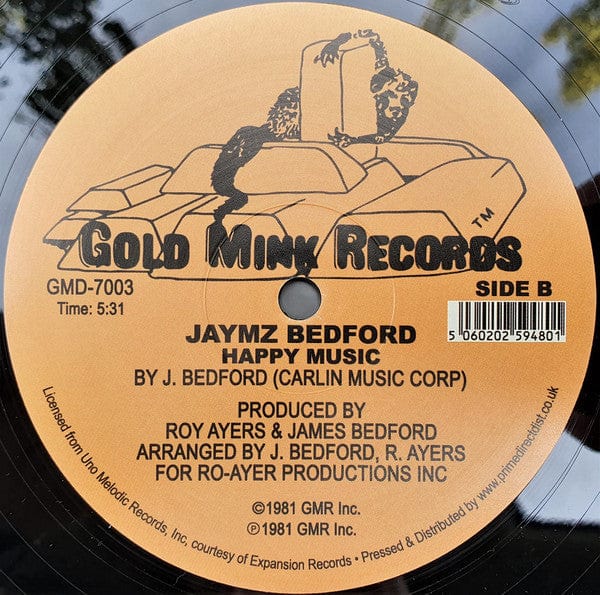 TM
GOLD MINK RECORDS
GMD-7003
SIDE B
Time: 5:31
5 060202 594801
JAYMZ BEDFORD
HAPPY MUSIC
BY J. BEDFORD (CARLIN MUSIC CORP)
PRODUCED BY
ROY AYERS & JAMES BEDFORD
ARRANGED BY J. BEDFORD, R. AYERS
FOR RO-AYER PRODUCTIONS INC
©1981 GMR Inc.
℗1981 GMR Inc.
Licensed from Uno Melodic Records, Inc, courtesy of Expansion Records • Pressed & Distributed by www.primedirectdist.co.uk